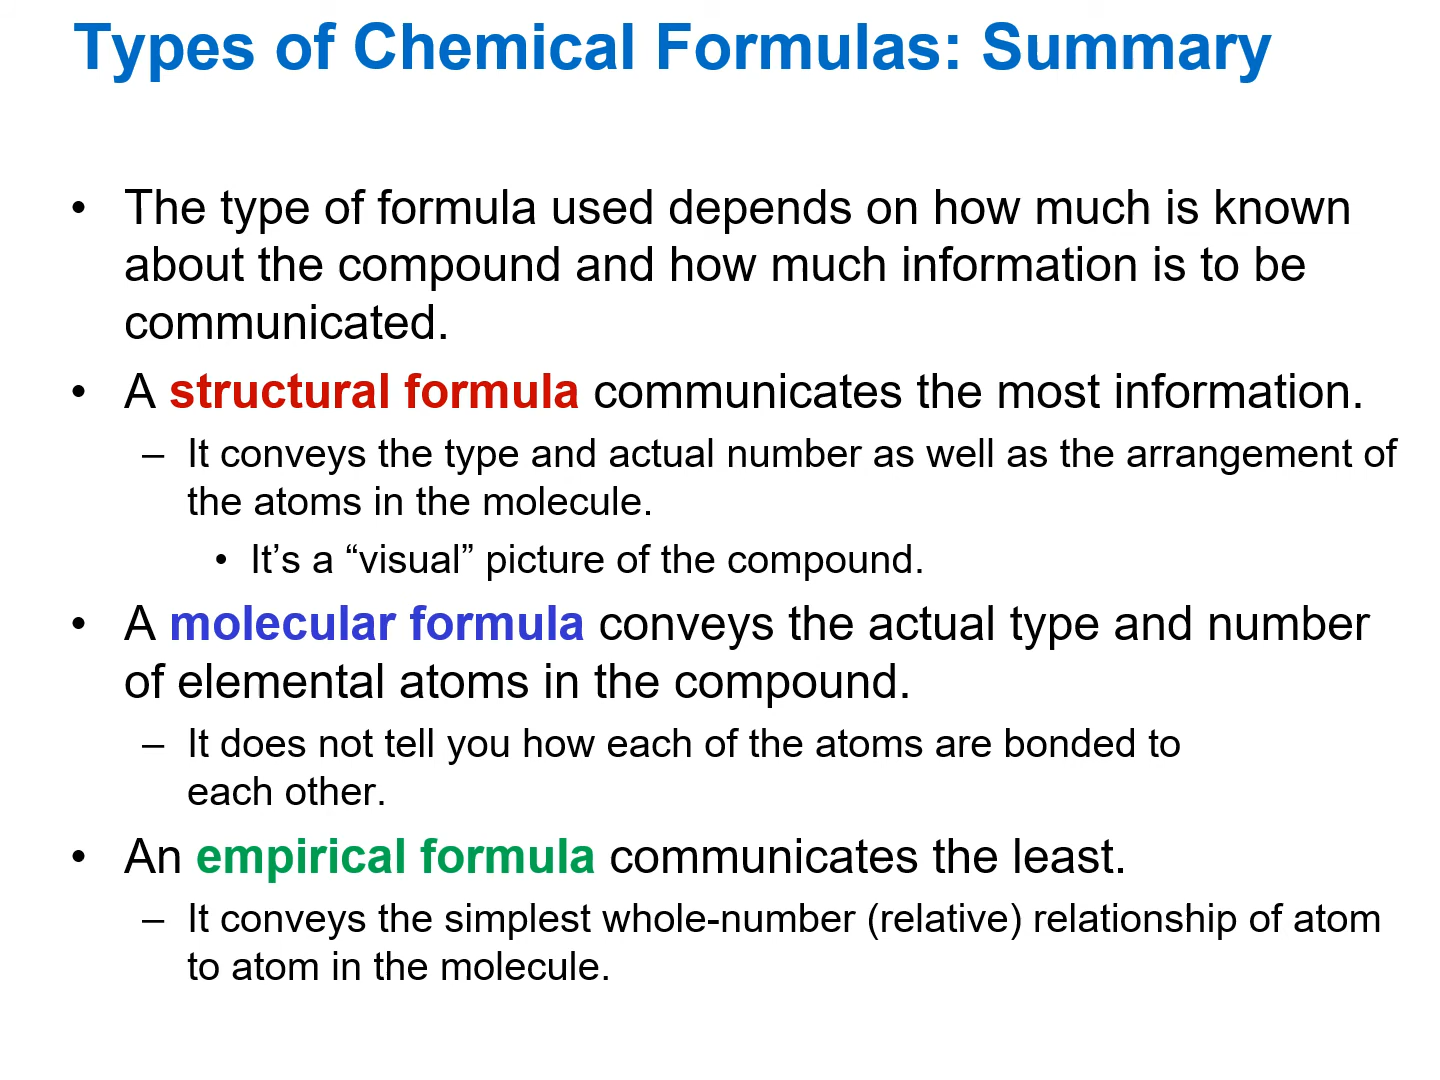 Types of Chemical Formulas: Summary
• The type of formula used depends on how much is known
about the compound and how much information is to be
communicated.
• A structural formula communicates the most information.
– It conveys the type and actual number as well as the arrangement of
the atoms in the molecule.
• It’s a “visual” picture of the compound.
• A molecular formula conveys the actual type and number
of elemental atoms in the compound.
– It does not tell you how each of the atoms are bonded to
each other.
• An empirical formula communicates the least.
– It conveys the simplest whole-number (relative) relationship of atom
to atom in the molecule.